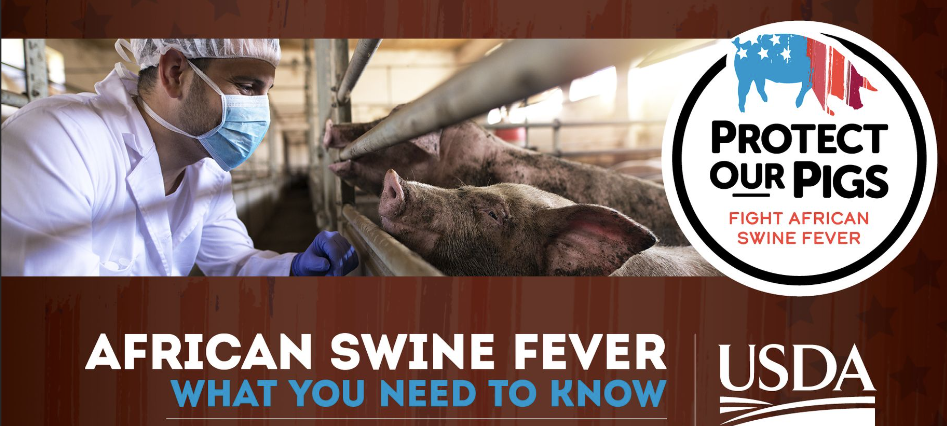 PROTECT
OUR PIGS
FIGHT AFRICAN
SWINE FEVER
AFRICAN SWINE FEVER
WHAT YOU NEED TO KNOW
USDA